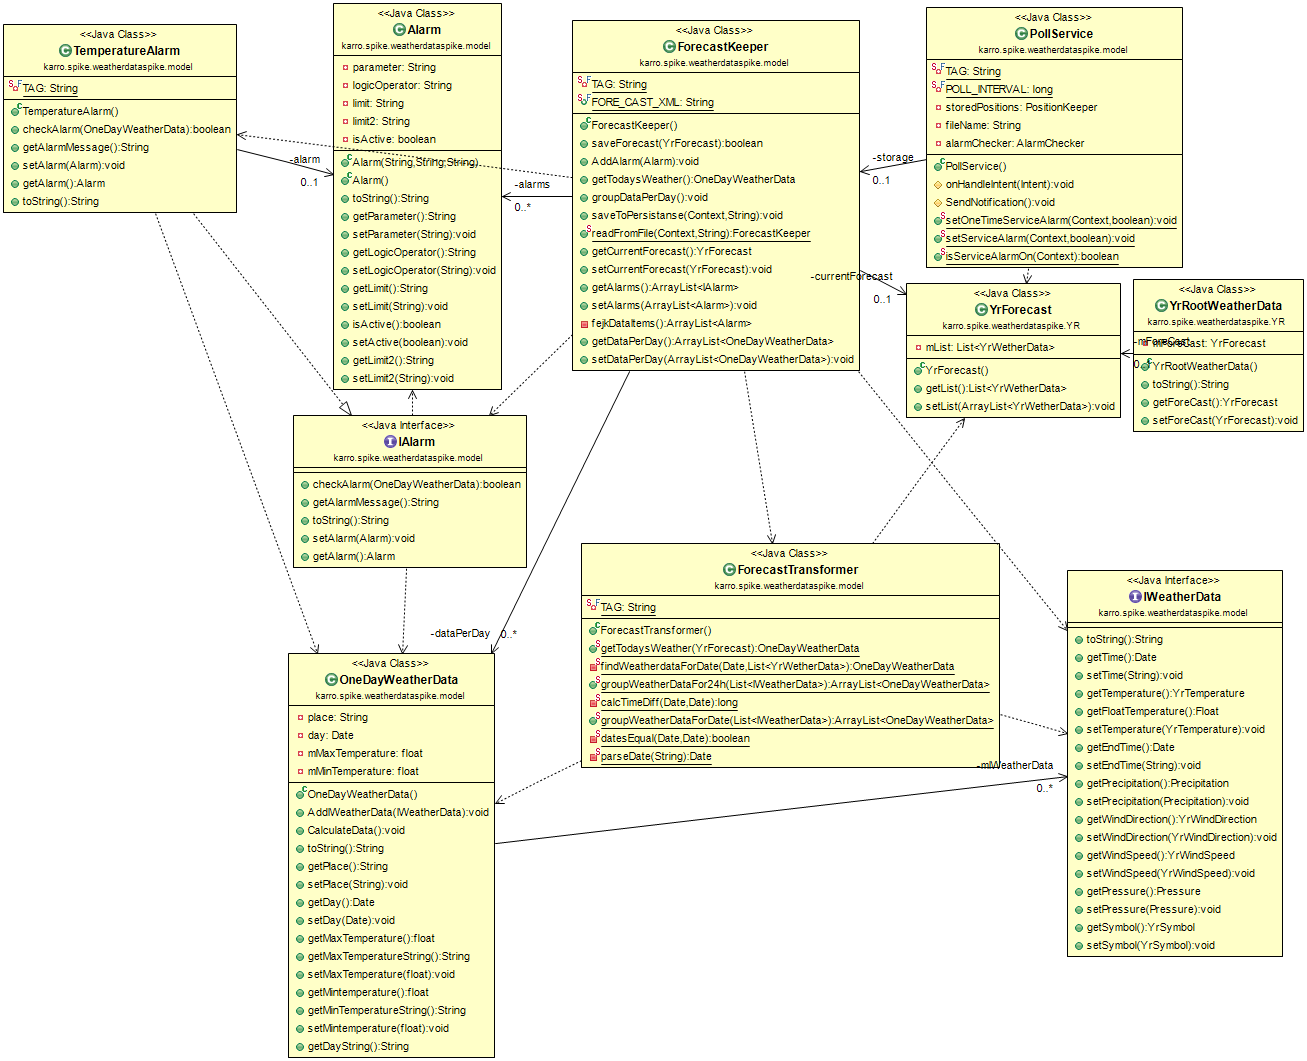 <<Java Class>>
TemperatureAlarm
karro.spike.weatherdataspike.model
TAG: String
TemperatureAlarm()
checkAlarm(OneDayWeatherData):boolean
getAlarmMessage():String
setAlarm(Alarm):void
getAlarm():Alarm
toString():String
-alarm
0..1
<<Java Class>>
Alarm
karro.spike.weatherdataspike.model
parameter: String
logicOperator: String
limit: String
limit2: String
isActive: boolean
Alarm(String,String,String)
Alarm()
toString():String
getParameter():String
setParameter(String):void
getLogicOperator():String
setLogicOperator(String):void
getLimit():String
setLimit(String):void
isActive():boolean
setActive(boolean):void
getLimit2():String
setLimit2(String):void
-alarms
0..*
<<Java Class>>
ForecastKeeper
karro.spike.weatherdataspike.model
TAG: String
FORE_CAST_XML: String
ForecastKeeper()
saveForecast(YrForecast):boolean
AddAlarm(Alarm):void
getTodaysWeather():OneDayWeatherData
groupDataPerDay():void
saveToPersistanse(Context,String):void
readFromFile(Context,String):ForecastKeeper
getCurrentForecast():YrForecast
setCurrentForecast(YrForecast):void
getAlarms():ArrayList<IAlarm>
setAlarms(ArrayList<Alarm>):void
fejkDataItems():ArrayList<Alarm>
getDataPerDay():ArrayList<OneDayWeatherData>
setDataPerDay(ArrayList<OneDayWeatherData>):void
-storage
0..1
<<Java Class>>
PollService
karro.spike.weatherdataspike.model
TAG: String
POLL_INTERVAL: long
storedPositions: PositionKeeper
fileName: String
alarmChecker: AlarmChecker
PollService()
onHandleIntent(Intent):void
SendNotification():void
setOneTimeServiceAlarm(Context,boolean):void
setServiceAlarm(Context,boolean):void
isServiceAlarmOn(Context):boolean
-currentForecast
0..1
<<Java Class>>
YrForecast
karro.spike.weatherdataspike.YR
mList: List<YrWetherData>
YrForecast()
getList():List<YrWetherData>
setList(ArrayList<YrWetherData>):void
<<Java Class>>
YrRootWeatherData
karro.spike.weatherdataspike.YR
mForeCast: YrForecast
YrRootWeatherData()
toString():String
getForeCast():YrForecast
setForeCast(YrForecast):void
-mForeCast
<<Java Interface>>
IAlarm
karro.spike.weatherdataspike.model
checkAlarm(OneDayWeatherData):boolean
getAlarmMessage():String
toString():String
setAlarm(Alarm):void
getAlarm():Alarm
-dataPerDay
0..*
<<Java Class>>
ForecastTransformer
karro.spike.weatherdataspike.model
TAG: String
ForecastTransformer()
getTodaysWeather(YrForecast):OneDayWeatherData
findWeatherdataForDate(Date,List<YrWetherData>):OneDayWeatherData
groupWeatherDataFor24h(List<IWeatherData>):ArrayList<OneDayWeatherData>
calcTimeDiff(Date,Date):long
groupWeatherDataForDate(List<IWeatherData>):ArrayList<OneDayWeatherData>
datesEqual(Date,Date):boolean
parseDate(String):Date
-mIWeatherData
0..*
<<Java Interface>>
IWeatherData
karro.spike.weatherdataspike.model
toString():String
getTime():Date
setTime(String):void
getTemperature():YrTemperature
getFloatTemperature():Float
setTemperature(YrTemperature):void
getEndTime():Date
setEndTime(String):void
getPrecipitation():Precipitation
setPrecipitation(Precipitation):void
getWindDirection():YrWindDirection
setWindDirection(YrWindDirection):void
getWindSpeed():YrWindSpeed
setWindSpeed(YrWindSpeed):void
getPressure():Pressure
setPressure(Pressure):void
getSymbol():YrSymbol
setSymbol(YrSymbol):void
<<Java Class>>
OneDayWeatherData
karro.spike.weatherdataspike.model
place: String
day: Date
mMaxTemperature: float
mMinTemperature: float
OneDayWeatherData()
AddIWeatherData(IWeatherData):void
CalculateData():void
toString():String
getPlace():String
setPlace(String):void
getDay():Date
setDay(Date):void
getMaxTemperature():float
getMaxTemperatureString():String
setMaxTemperature(float):void
getMintemperature():float
getMinTemperatureString():String
setMintemperature(float):void
getDayString():String